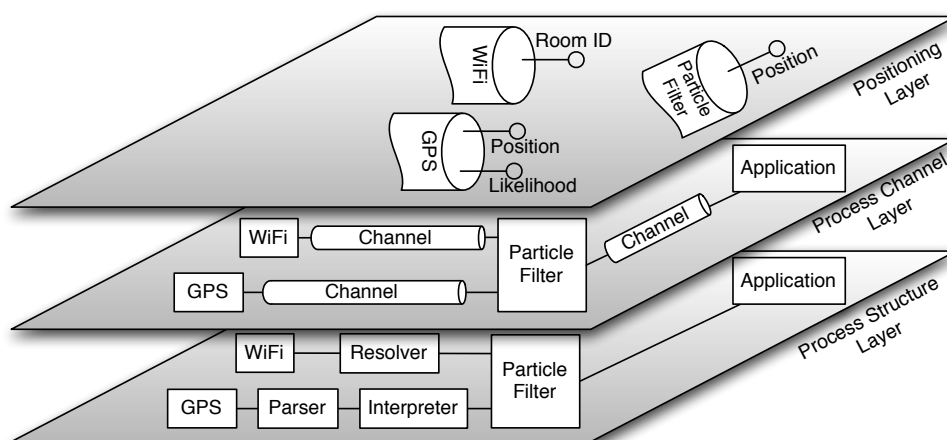 Room ID
WiFi
Particle
Filter
Position
Positioning
Layer
GPS
Position
Likelihood
Application
Process Channel
Layer
WiFi
Channel
Channel
Particle
Filter
GPS
Channel
Application
Process Structure
Layer
WiFi
Resolver
Particle
Filter
GPS
Parser
Interpreter